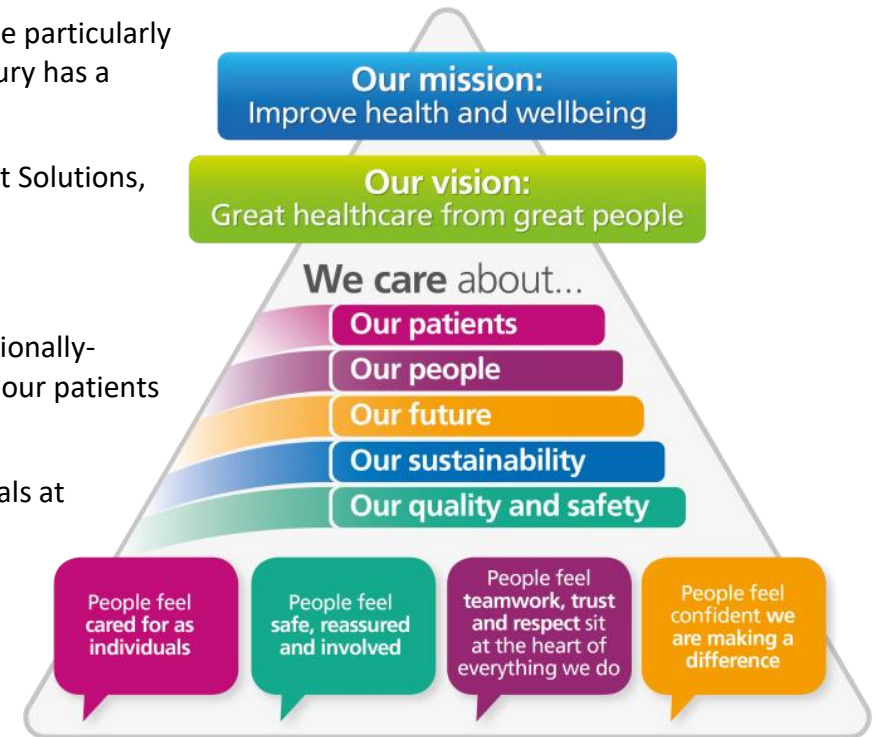 e particularly
ury has a
t Solutions,
ionally-
our patients
als at
Our mission:
Improve health and wellbeing
Our vision:
Great healthcare from great people
We care about...
Our patients
Our people
Our future
Our sustainability
Our quality and safety
People feel
cared for as
individuals
People feel
safe, reassured
and involved
People feel
teamwork, trust
and respect sit
at the heart of
everything we do
People feel
confident we
are making a
difference